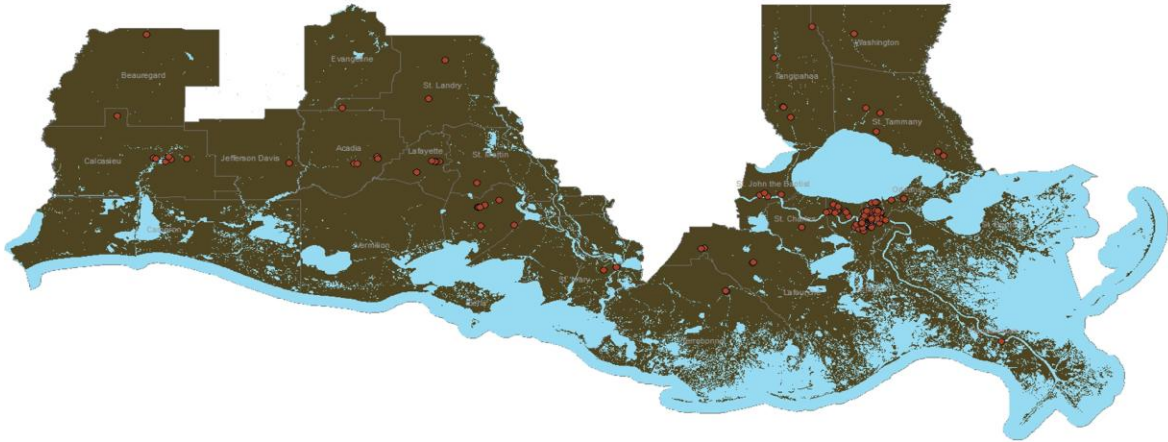 Washington
Evangeline
Beauregard
Tangipahoa
St. Landry
St. Tammany
Acadia
Lafayette
Calcasieu
Jefferson Davis
St. Martin
St. John the Baptist
St. Charles
Cameron
Vermilion
St. Mary
Lafourche
Terrebonne